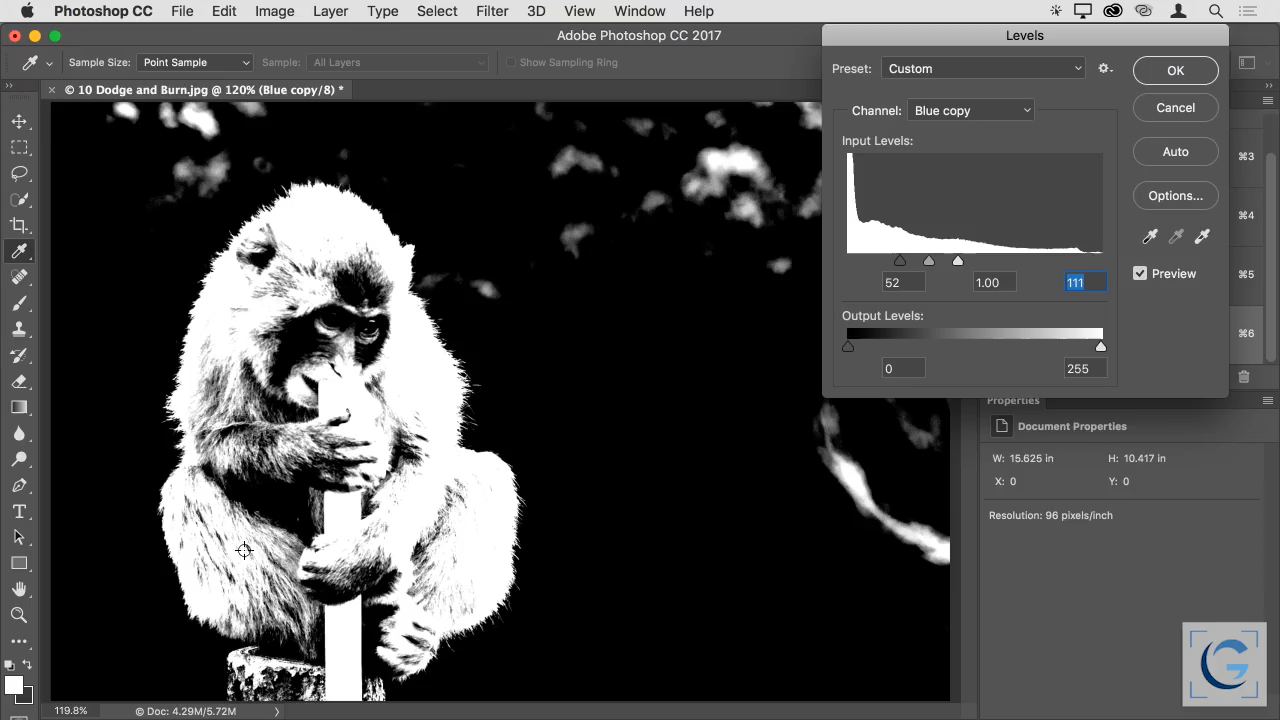 Photoshop CC File Edit Image Layer Type Select Filter 3D View Window Help
Adobe Photoshop CC 2017
Levels
Sample Size: Point Sample Sample: All Layers Show Sampling Ring
× © 10 Dodge and Burn.jpg @ 120% (Blue copy/8) *
Preset: Custom
OK
Channel: Blue copy
Cancel
Input Levels:
Auto
⌘3
Options...
⌘4
52 1.00 111
Preview
⌘5
Output Levels:
⌘6
0 255
Properties
Document Properties
W: 15.625 in H: 10.417 in
X: 0 Y: 0
Resolution: 96 pixels/inch
119.8% © Doc: 4.29M/5.72M